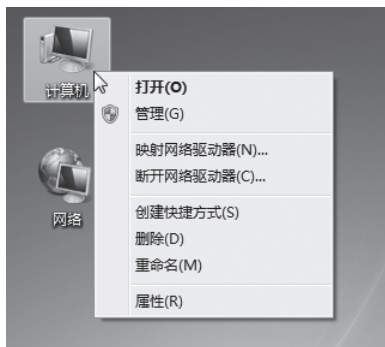 计算机
打开(O)
管理(G)
映射网络驱动器(N)...
断开网络驱动器(C)...
创建快捷方式(S)
删除(D)
重命名(M)
属性(R)
网络